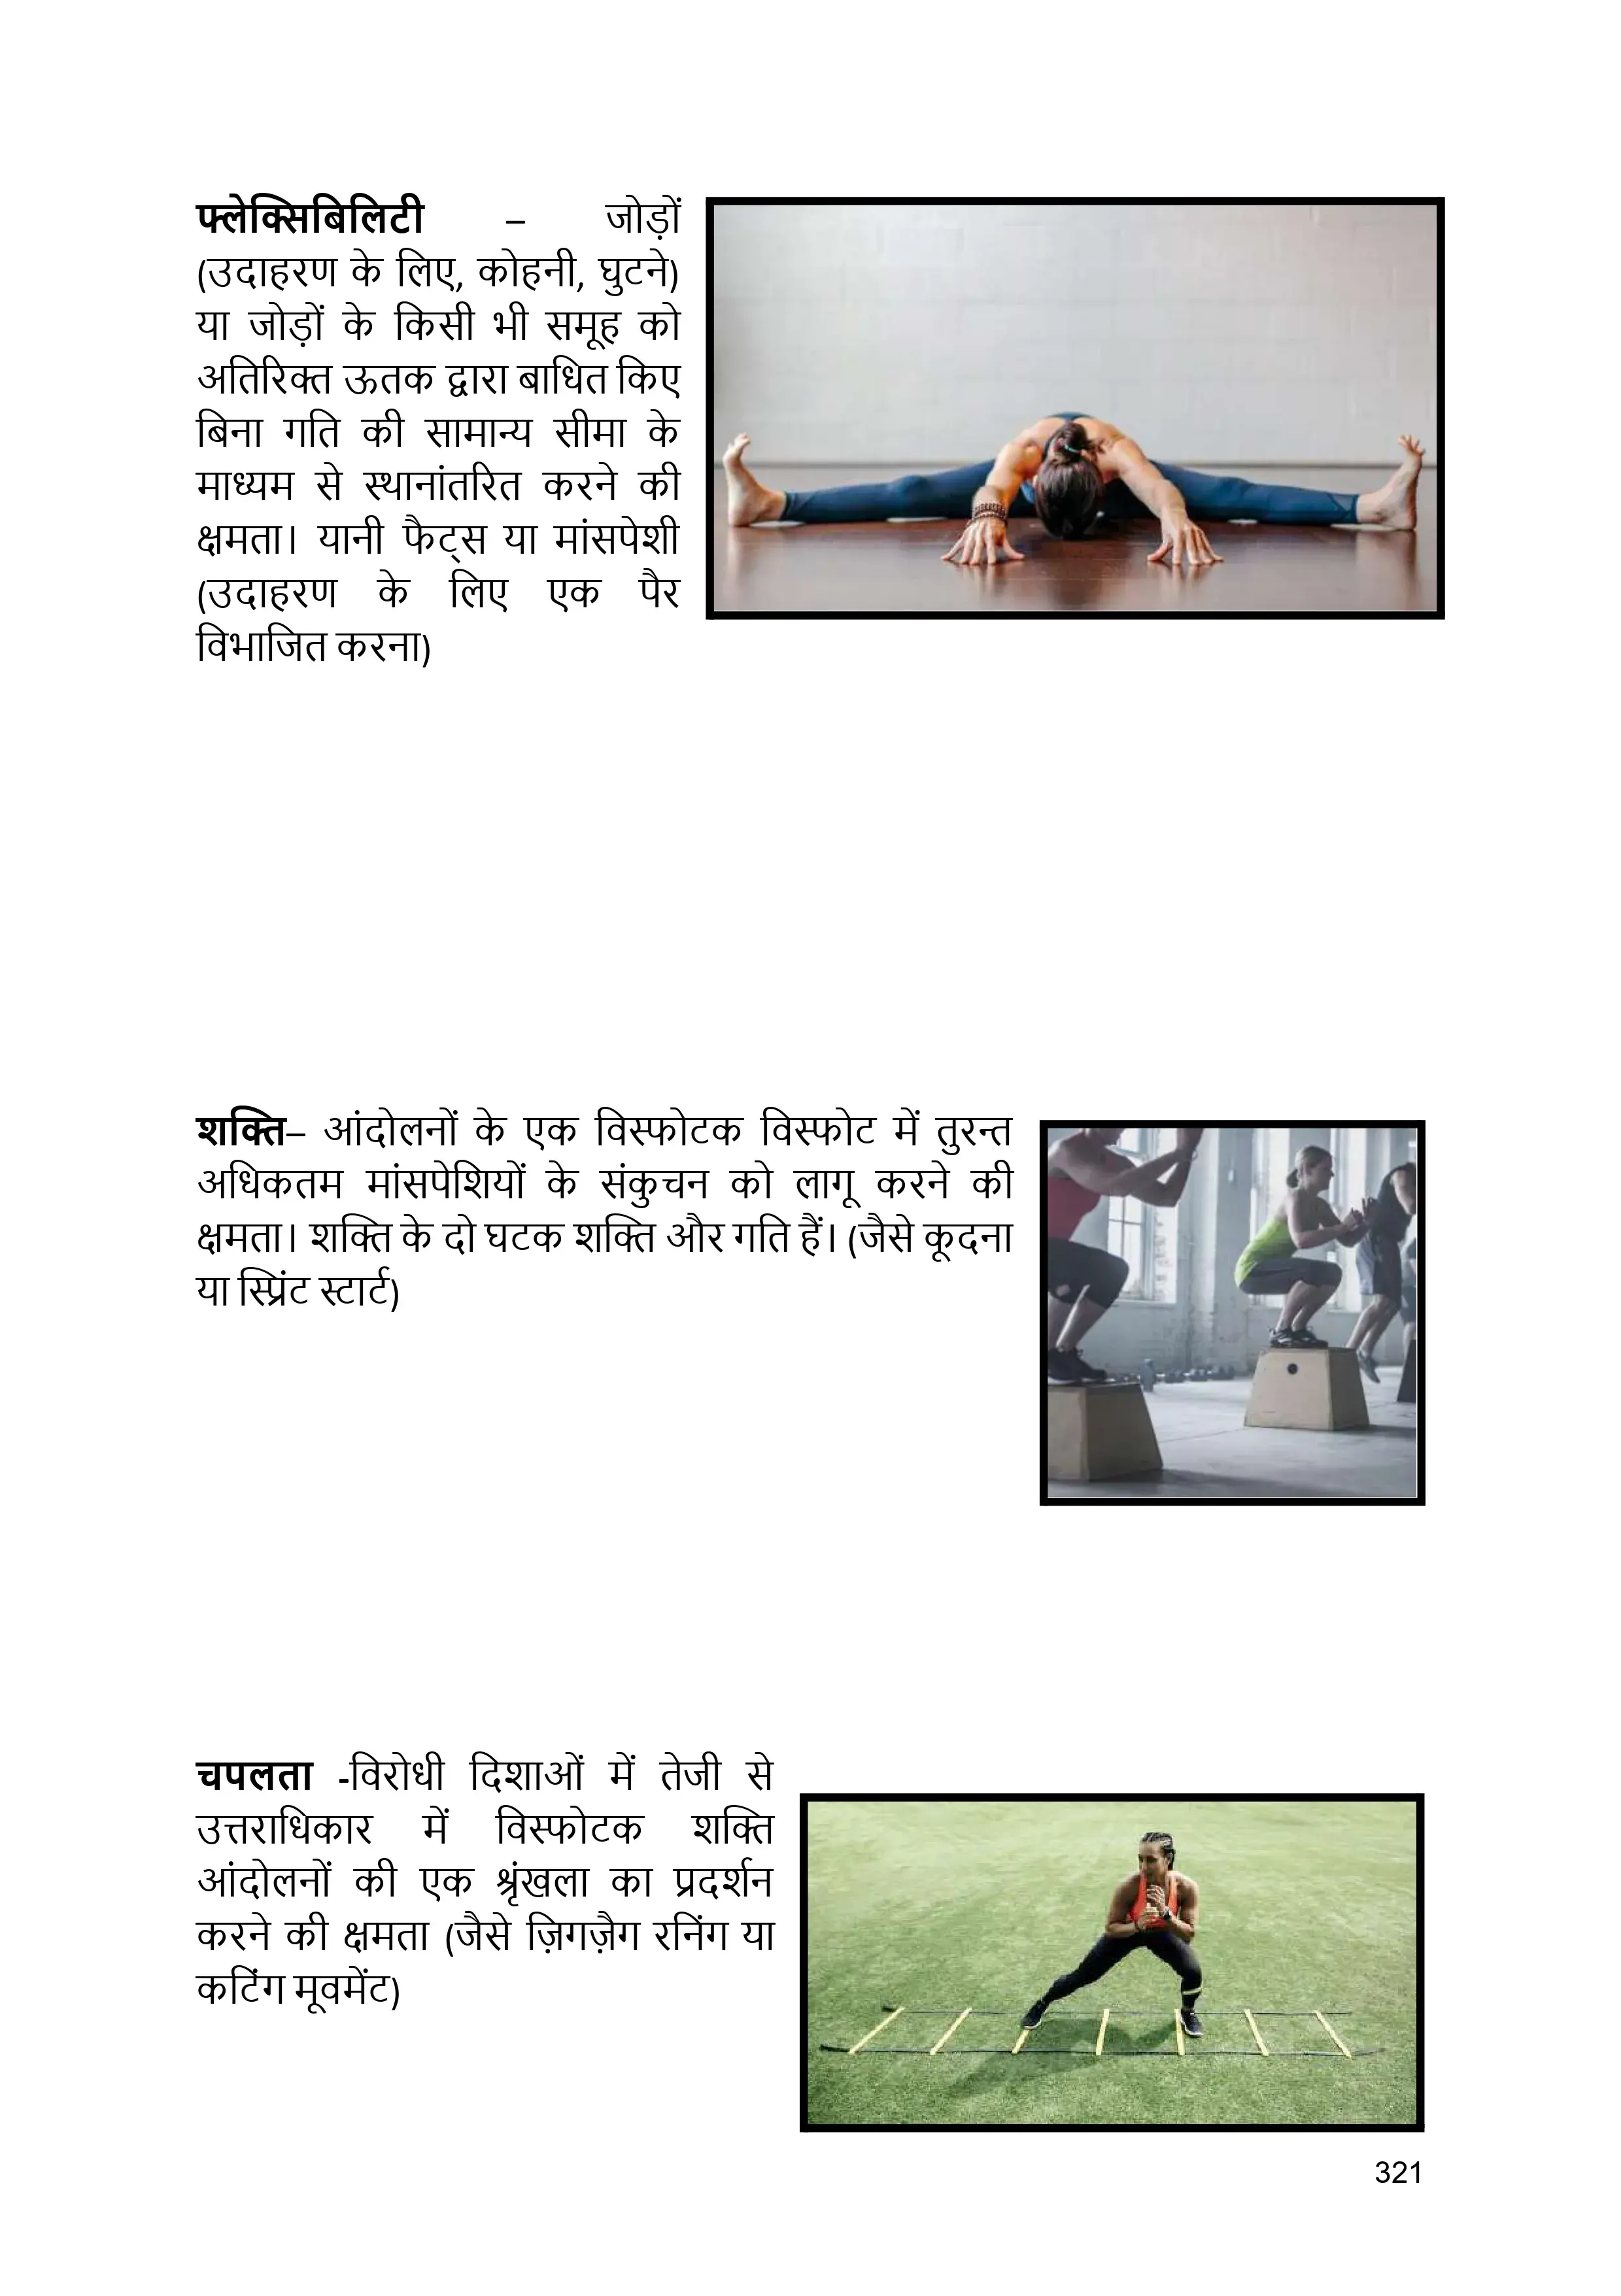 फ्लेक्सिबिलिटी – जोड़ों
(उदाहरण के लिए, कोहनी, घुटने)
या जोड़ों के किसी भी समूह को
अतिरिक्त ऊतक द्वारा बाधित किए
बिना गति की सामान्य सीमा के
माध्यम से स्थानांतरित करने की
क्षमता। यानी फैट्स या मांसपेशी
(उदाहरण के लिए एक पैर
विभाजित करना)
शक्ति– आंदोलनों के एक विस्फोटक विस्फोट में तुरन्त
अधिकतम मांसपेशियों के संकुचन को लागू करने की
क्षमता। शक्ति के दो घटक शक्ति और गति हैं। (जैसे कूदना
या स्प्रिंट स्टार्ट)
चपलता -विरोधी दिशाओं में तेजी से
उत्तराधिकार में विस्फोटक शक्ति
आंदोलनों की एक श्रृंखला का प्रदर्शन
करने की क्षमता (जैसे ज़िगज़ैग रनिंग या
कटिंग मूवमेंट)
321